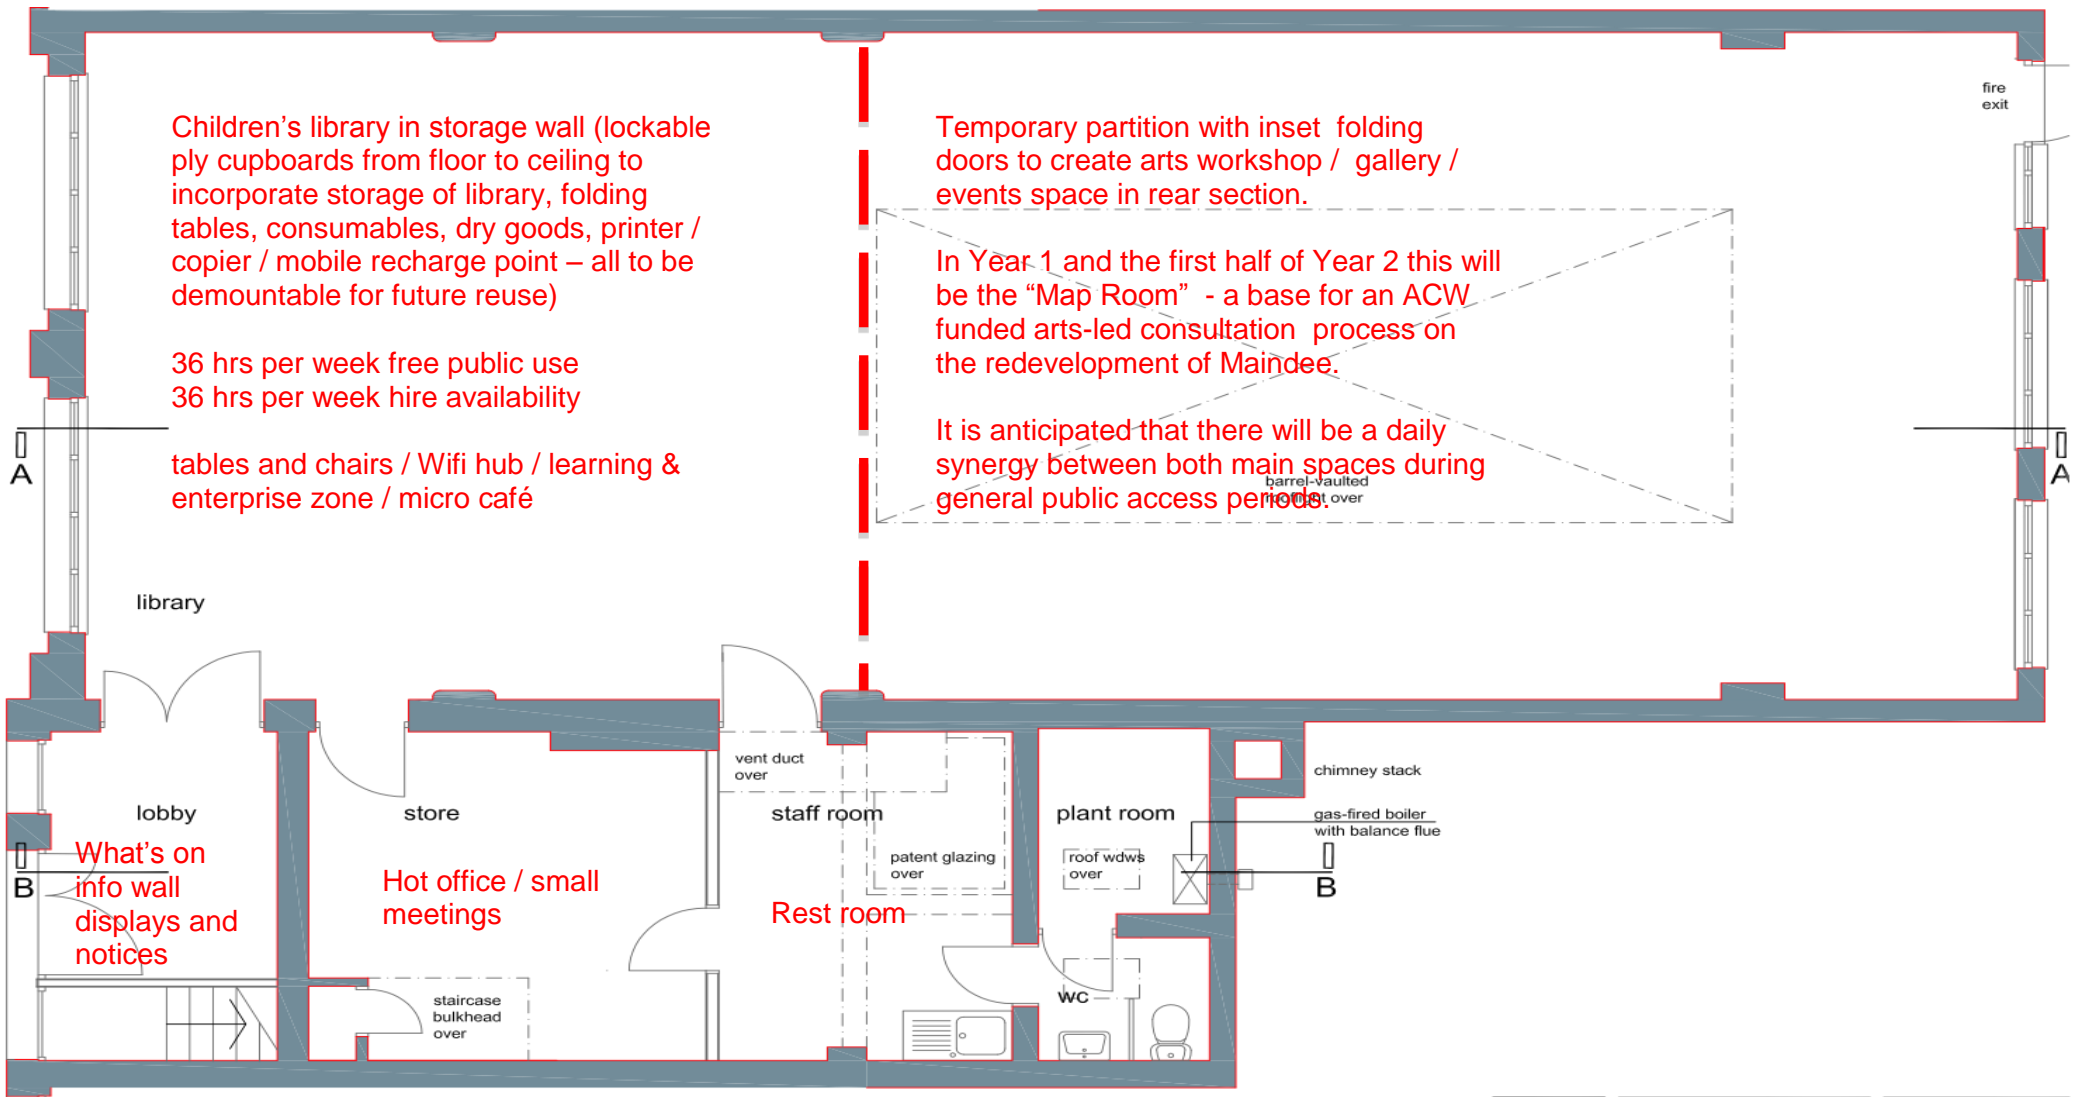 Children’s library in storage wall (lockable
ply cupboards from floor to ceiling to
incorporate storage of library, folding
tables, consumables, dry goods, printer /
copier / mobile recharge point – all to be
demountable for future reuse)
36 hrs per week free public use
36 hrs per week hire availability
tables and chairs / Wifi hub / learning &
enterprise zone / micro café
library
Temporary partition with inset folding
doors to create arts workshop / gallery /
events space in rear section.
In Year 1 and the first half of Year 2 this will
be the “Map Room” - a base for an ACW
funded arts-led consultation process on
the redevelopment of Maindee.
It is anticipated that there will be a daily
synergy between both main spaces during
general public access periods.
barrel-vaulted
rooflight over
fire
exit
A
A
lobby
What’s on
info wall
displays and
notices
B
store
Hot office / small
meetings
staircase
bulkhead
over
vent duct
over
staff room
patent glazing
over
Rest room
plant room
roof wdws
over
wc
chimney stack
gas-fired boiler
with balance flue
B